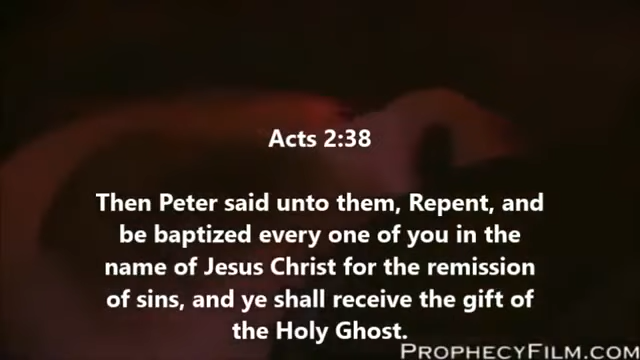 Acts 2:38
Then Peter said unto them, Repent, and
be baptized every one of you in the
name of Jesus Christ for the remission
of sins, and ye shall receive the gift of
the Holy Ghost.
PROPHECYFILM.COM